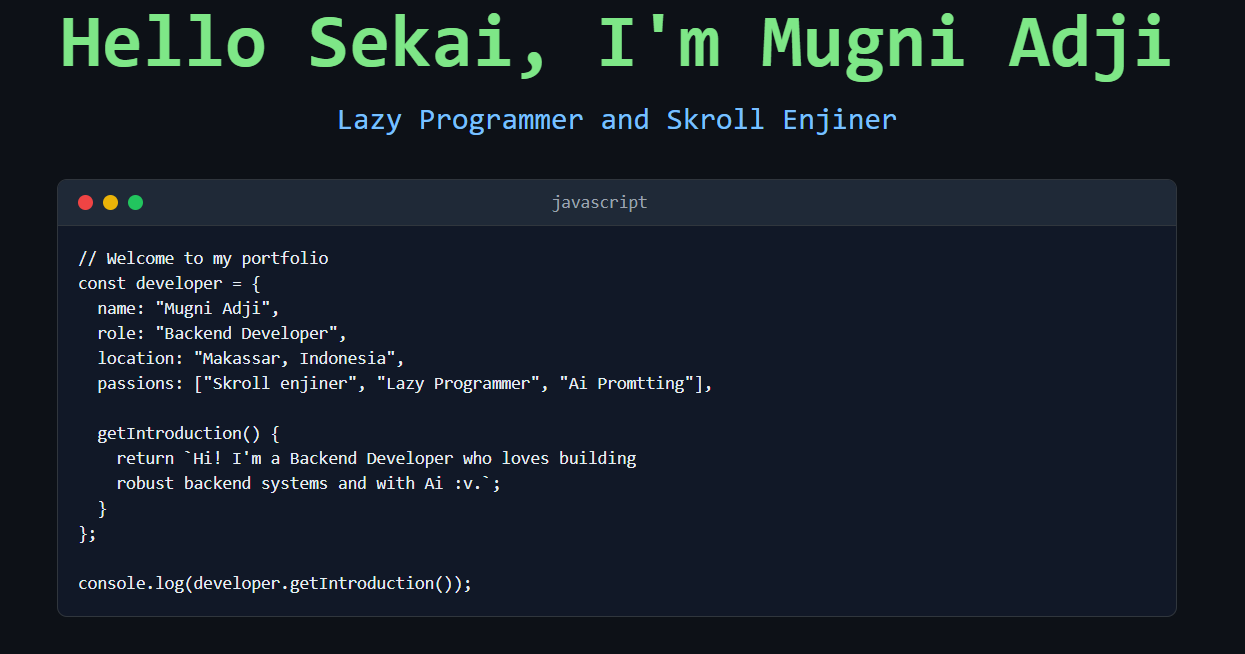 Hello Sekai, I'm Mugni Adji
Lazy Programmer and Skroll Enjiner
javascript
// Welcome to my portfolio
const developer = {
  name: "Mugni Adji",
  role: "Backend Developer",
  location: "Makassar, Indonesia",
  passions: ["Skroll enjiner", "Lazy Programmer", "Ai Promtting"],

  getIntroduction() {
    return `Hi! I'm a Backend Developer who loves building
    robust backend systems and with Ai :v.`;
  }
};

console.log(developer.getIntroduction());